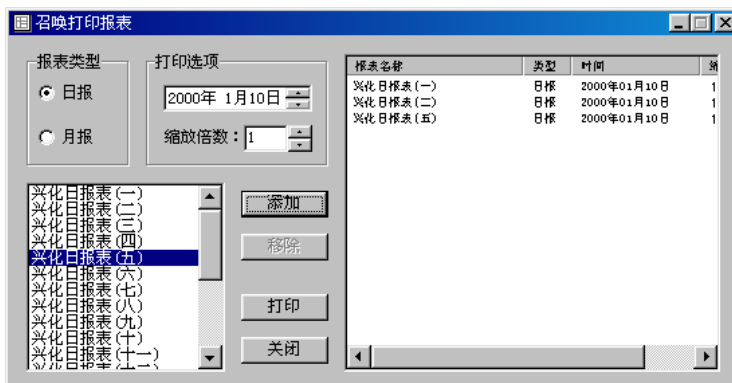 召唤打印报表
报表类型
日报
月报
打印选项
2000年 1月10日
缩放倍数：1
兴化日报表(一)
兴化日报表(二)
兴化日报表(三)
兴化日报表(四)
兴化日报表(五)
兴化日报表(六)
兴化日报表(七)
兴化日报表(八)
兴化日报表(九)
兴化日报表(十)
兴化日报表(十一)
兴化日报表(十二)
添加
移除
打印
关闭
报表名称 类型 时间
兴化日报表(一) 日报 2000年01月10日 1
兴化日报表(二) 日报 2000年01月10日 1
兴化日报表(五) 日报 2000年01月10日 1